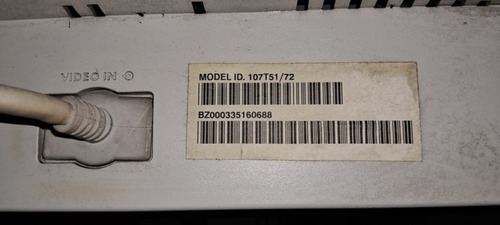 VIDEO IN
MODEL ID. 107T51/72
BZ000335160688